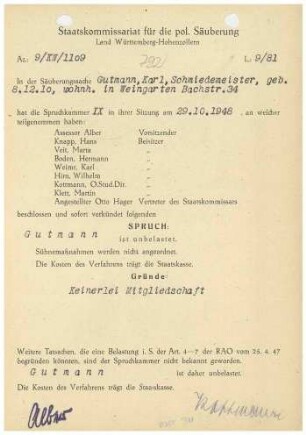 Staatskommissariat für die pol. Säuberung
Land Württemberg-Hohenzollern
Az. 9/XV/1109
792
9/81
In der Säuberungssache Gutmann, Karl, Schmiedemeister, geb.
8.12.10, wohnh. in Weingarten Bachstr.34
hat die Spruchkammer IX in ihrer Sitzung am 29.10.1948, an welcher
teilgenommen haben:
Assessor Alber Vorsitzender
Knapp, Hans Beisitzer
Veit, Maria "
Boden, Hermann "
Karl "
Hirn, Wilhelm "
Kottmann, O.Stud.Dir. "
Klett, Martin "
Angestellter Otto Hager Vertreter des Staatskommissars
beschlossen und sofort verkündet folgenden
SPRUCH:
Gutmann
ist unbelastet.
Sühnemaßnahmen werden nicht angeordnet.
Die Kosten des Verfahrens trägt die Staatskasse.
Gründe:
Keinerlei Mitgliedschaft
Weitere Tatsachen, die eine Belastung i. S. der Art. 4-7 der RAO vom 25. 4. 47
begründen könnten, sind der Spruchkammer nicht bekannt geworden.
Gutmann ist daher unbelastet.
Die Kosten des Verfahrens trägt die Staatskasse.
Alber